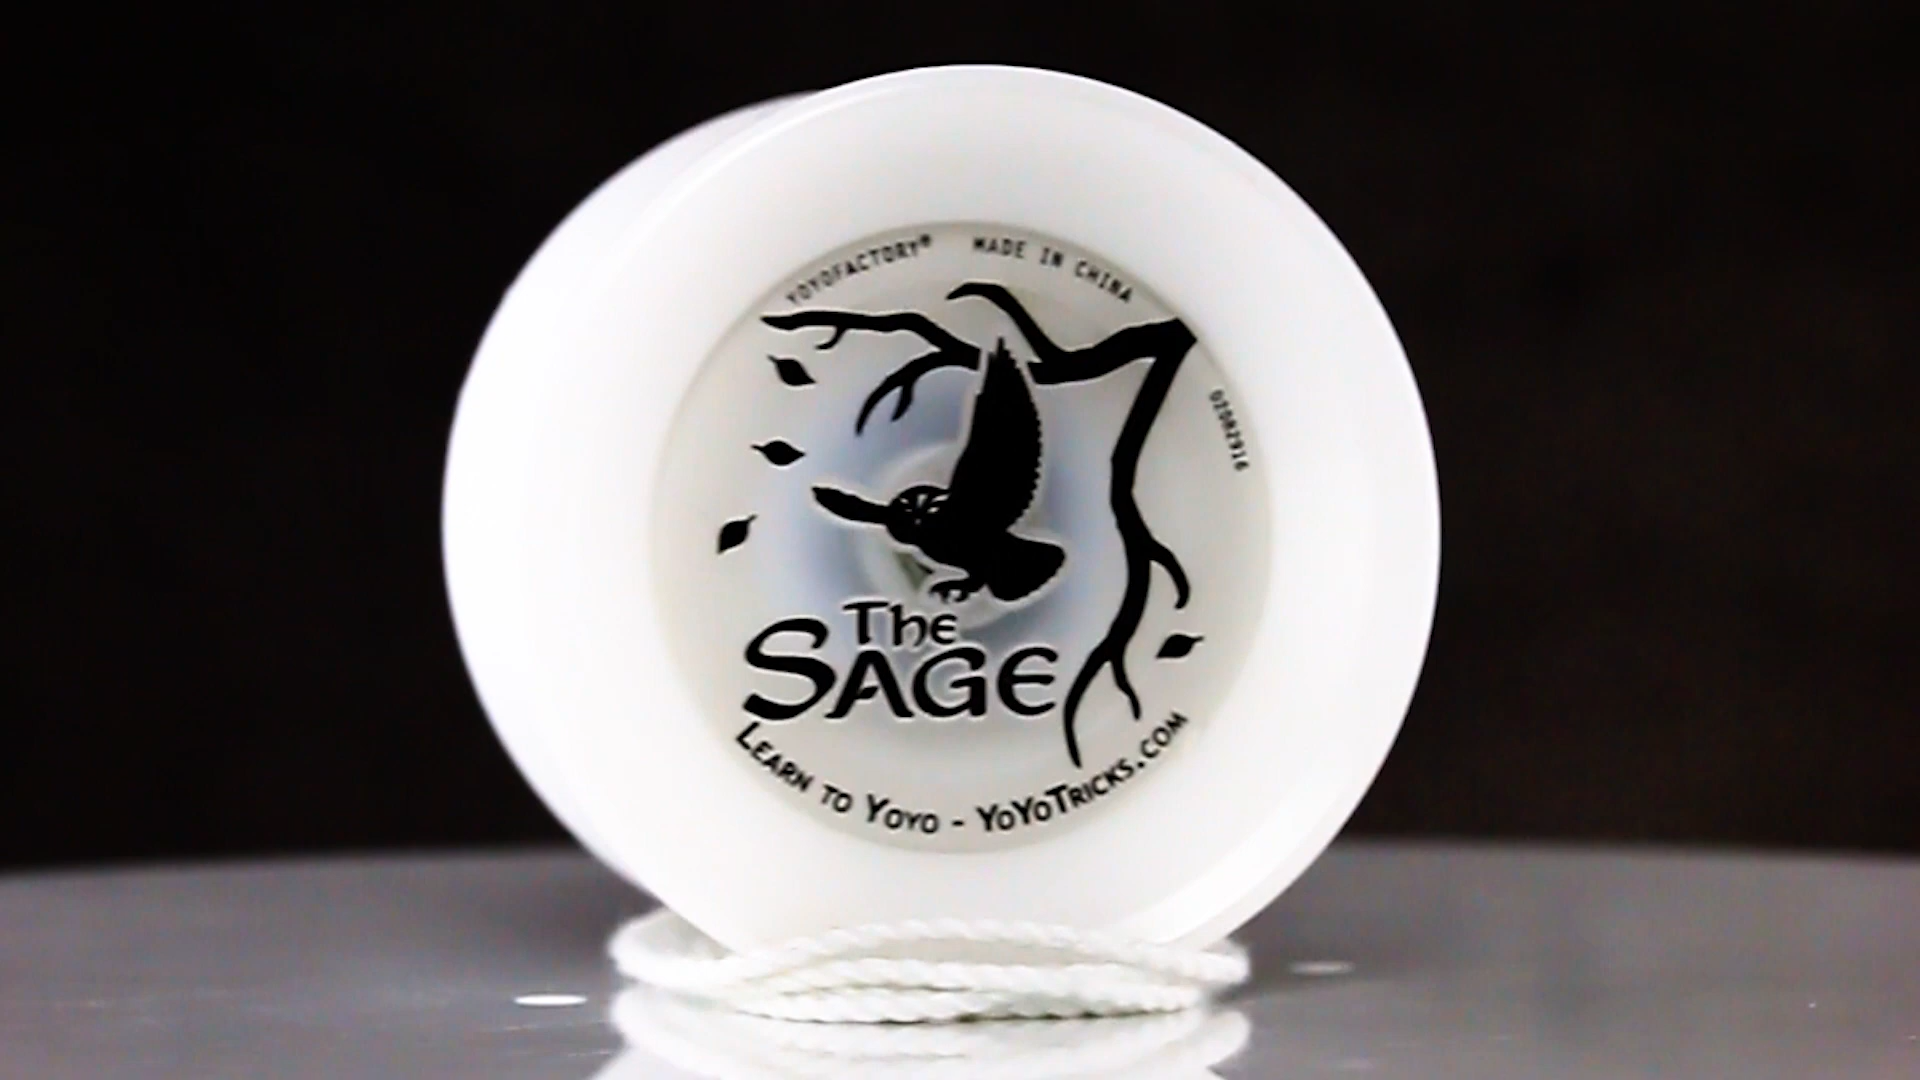 YOYOFACTORY® MADE IN CHINA
The
SAGE
LEARN TO YOYO - YOYOTRICKS.COM